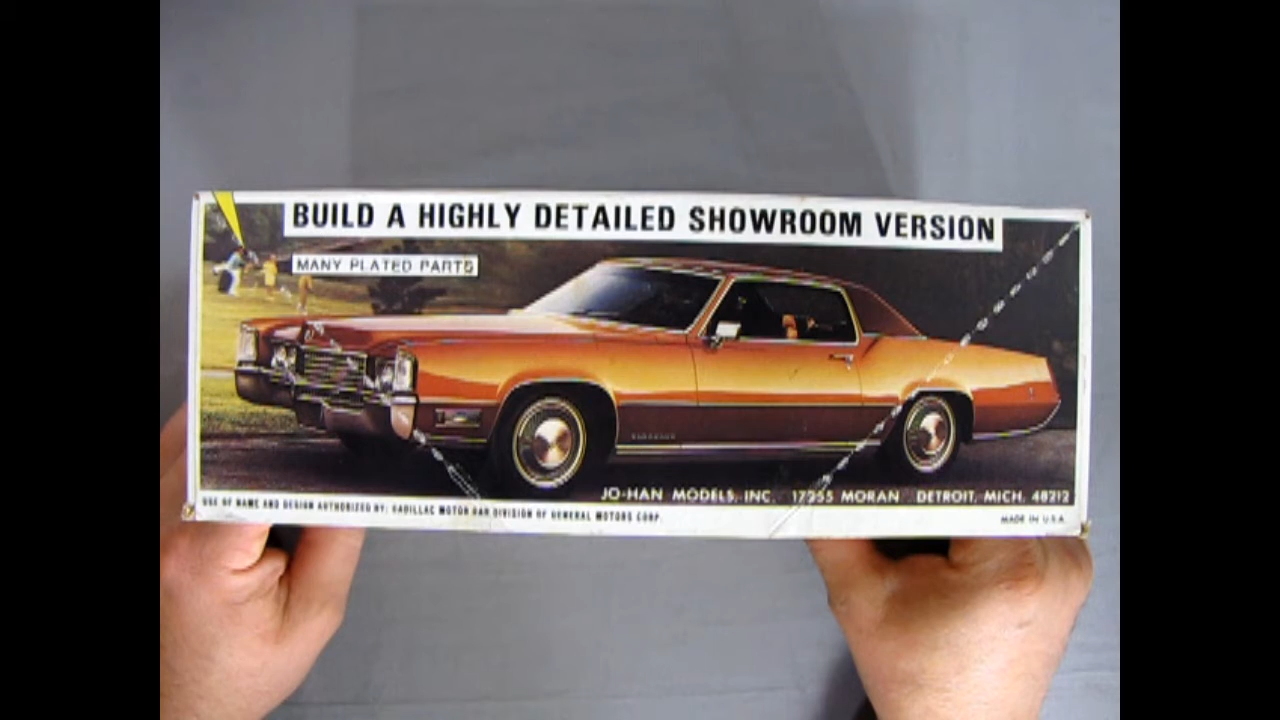 BUILD A HIGHLY DETAILED SHOWROOM VERSION
MANY PLATED PARTS
JO-HAN MODELS, INC. 17255 MORAN DETROIT, MICH. 48212
USE OF NAME AND DESIGN AUTHORIZED BY: CADILLAC MOTOR CAR DIVISION OF GENERAL MOTORS CORP.
MADE IN U.S.A.